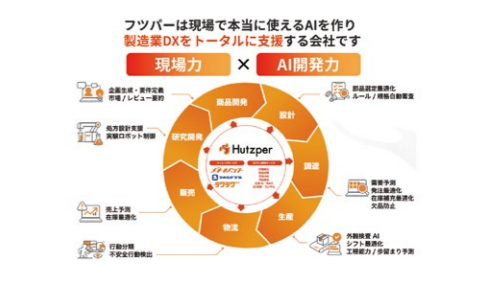 フツパーは現場で本当に使えるAIを作り
製造業DXをトータルに支援する会社です
現場力 × AI開発力
企画生成・要件定義
市場 / レビュー要約
処方設計支援
実験ロボット制御
売上予測
在庫最適化
行動分類
不安全行動検出
商品開発
設計
調達
生産
物流
販売
研究開発
Hutzper
部品選定最適化
ルール / 規格自動審査
需要予測
発注最適化
在庫補充最適化
欠品防止
外観検査 AI
シフト最適化
工程能力 / 歩留まり予測